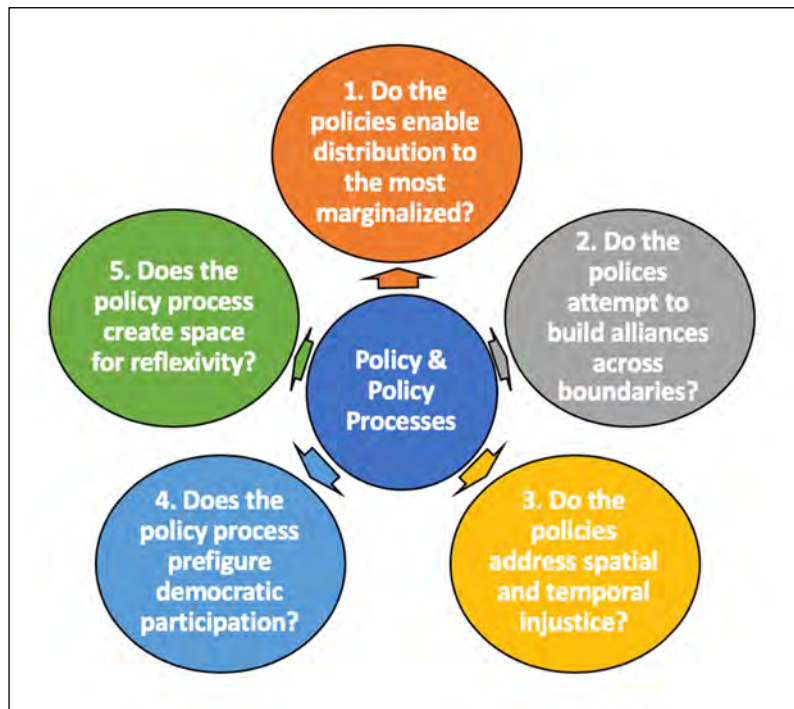 1. Do the
policies enable
distribution to
the most
marginalized?
2. Do the
polices
attempt to
build alliances
across
boundaries?
3. Do the
policies
address spatial
and temporal
injustice?
4. Does the
policy process
prefigure
democratic
participation?
5. Does the
policy process
create space
for reflexivity?
Policy &
Policy
Processes